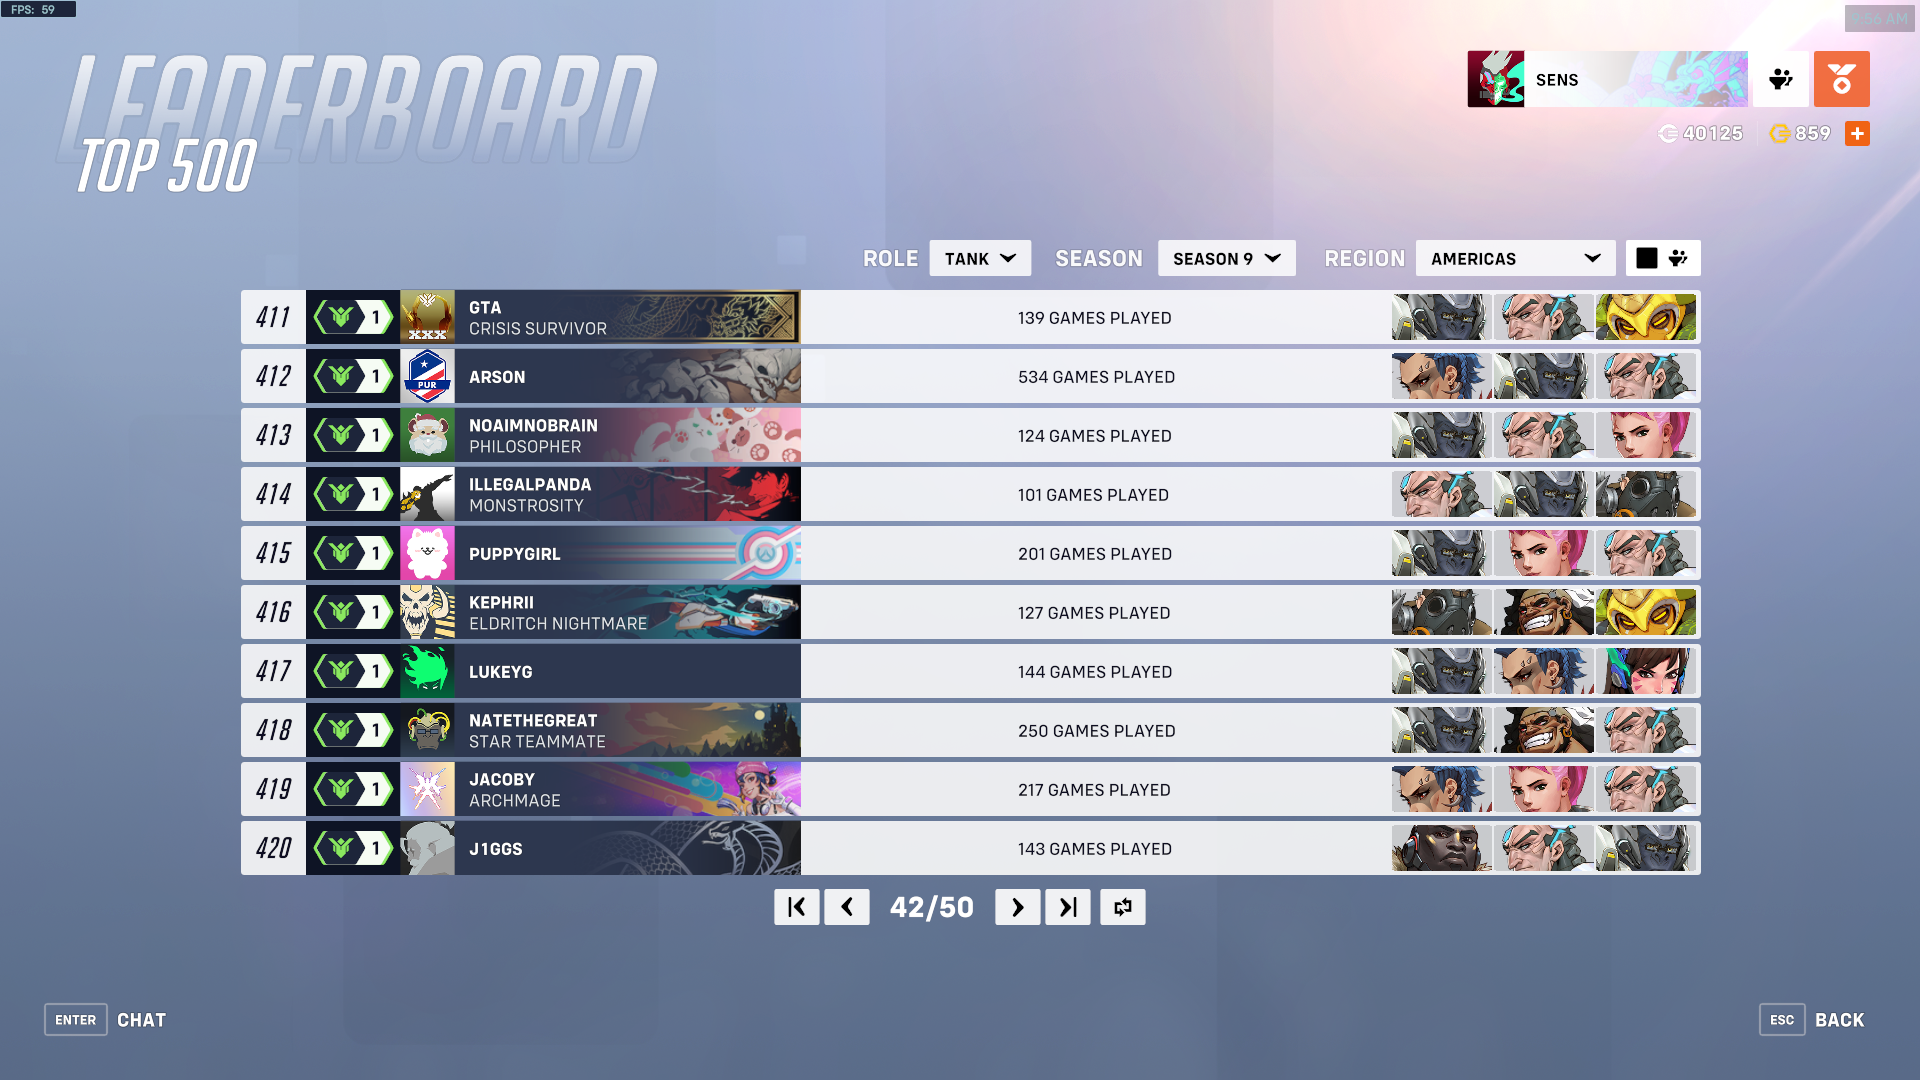 FPS: 59
9:56 AM
LEADERBOARD
TOP 500
SENS
40125 859
ROLE TANK SEASON SEASON 9 REGION AMERICAS
411 1 XXX GTA CRISIS SURVIVOR 139 GAMES PLAYED
412 1 PUR ARSON 534 GAMES PLAYED
413 1 NOAIMNOBRAIN PHILOSOPHER 124 GAMES PLAYED
414 1 ILLEGALPANDA MONSTROSITY 101 GAMES PLAYED
415 1 PUPPYGIRL 201 GAMES PLAYED
416 1 KEPHRII ELDRITCH NIGHTMARE 127 GAMES PLAYED
417 1 LUKEYG 144 GAMES PLAYED
418 1 NATETHEGREAT STAR TEAMMATE 250 GAMES PLAYED
419 1 JACOBY ARCHMAGE 217 GAMES PLAYED
420 1 J1GGS 143 GAMES PLAYED
42/50
ENTER CHAT
ESC BACK